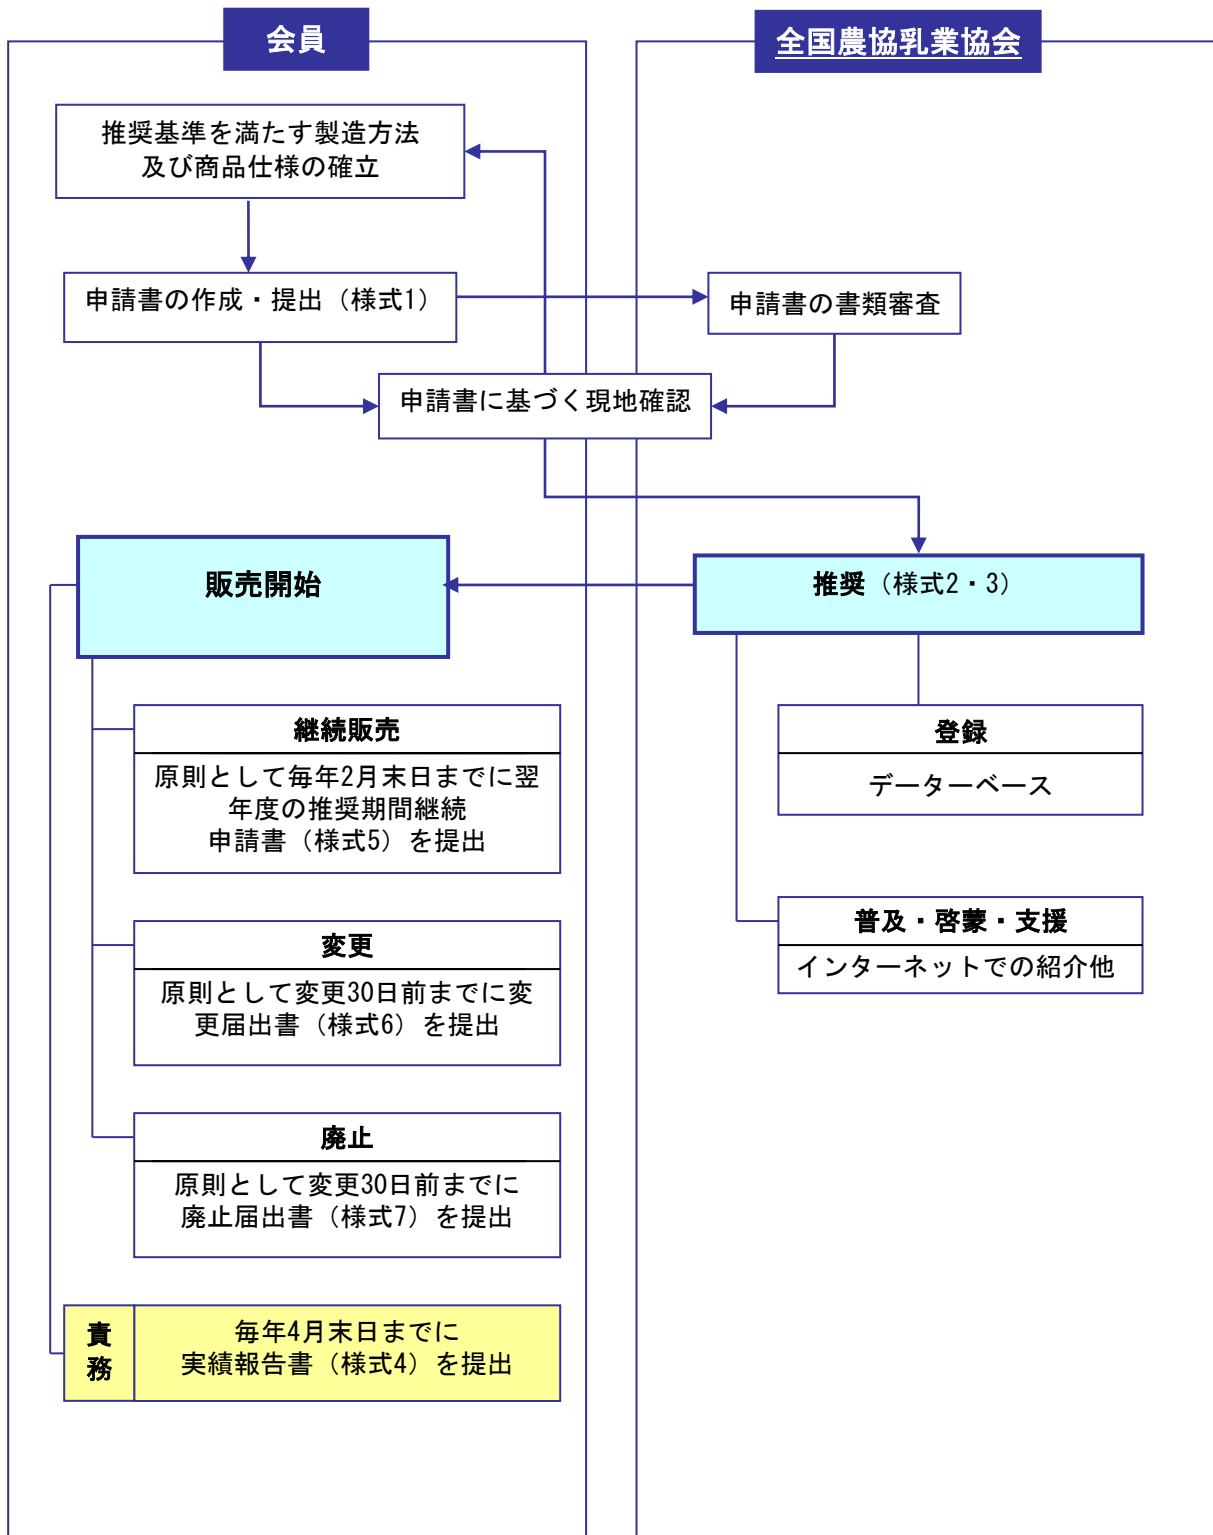 会員
全国農協乳業協会
推奨基準を満たす製造方法
及び商品仕様の確立
申請書の作成・提出（様式1）
申請書の書類審査
申請書に基づく現地確認
販売開始
推奨（様式2・3）
継続販売
原則として毎年2月末日までに翌
年度の推奨期間継続
申請書（様式5）を提出
登録
データーベース
変更
原則として変更30日前までに変
更届出書（様式6）を提出
普及・啓蒙・支援
インターネットでの紹介他
廃止
原則として変更30日前までに
廃止届出書（様式7）を提出
責
務
毎年4月末日までに
実績報告書（様式4）を提出